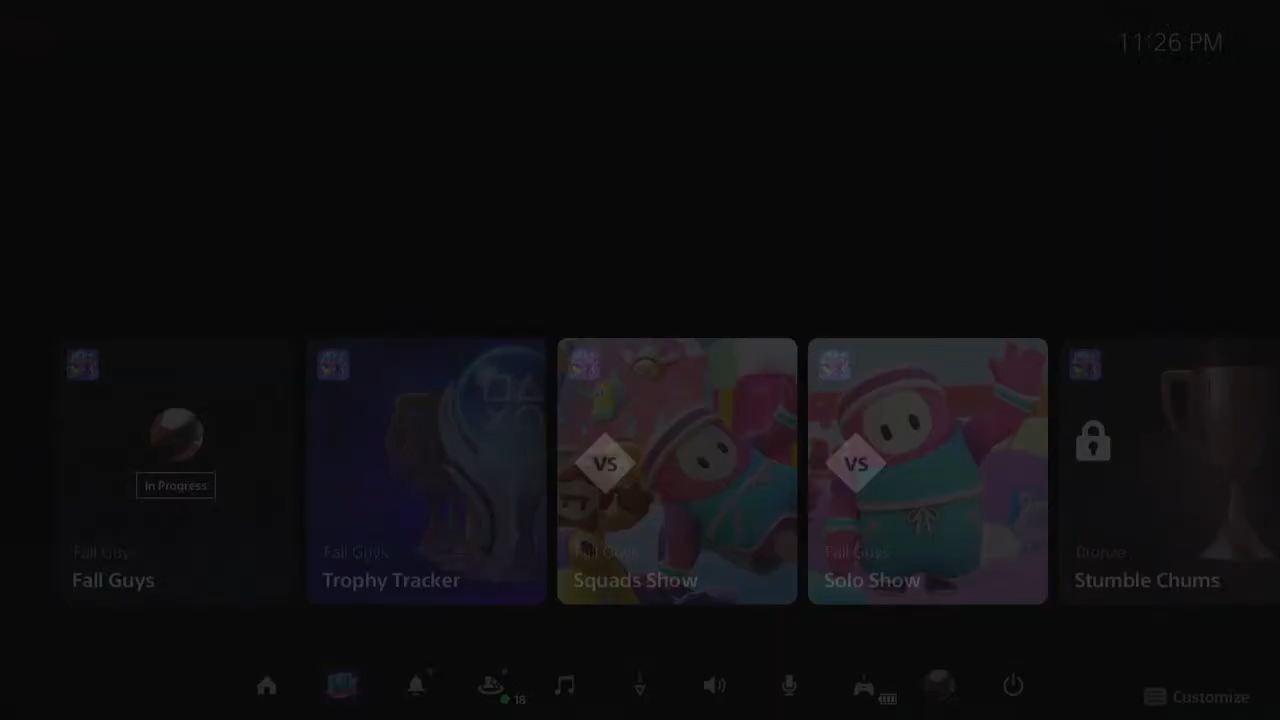 11:26 PM
In Progress
Fall Guys
Fall Guys
Fall Guys
Trophy Tracker
VS
Fall Guys
Squads Show
VS
Fall Guys
Solo Show
Bronze
Stumble Chums
18
Customize